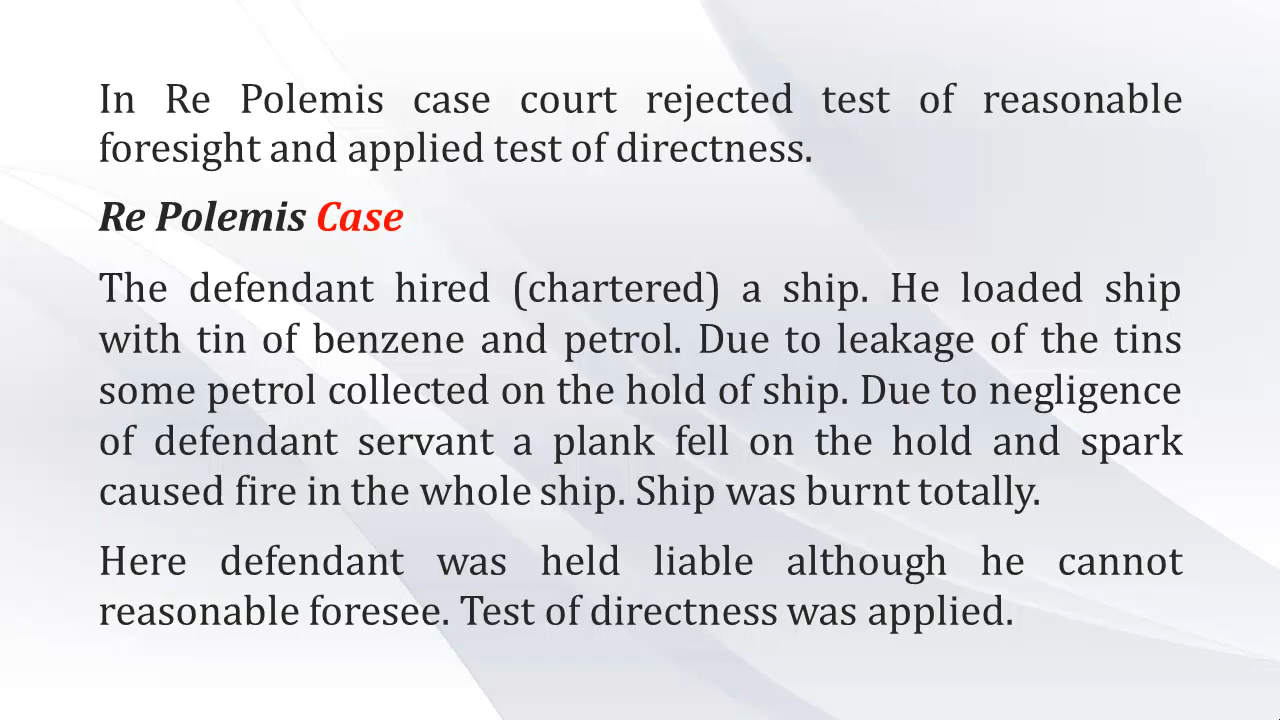 In Re Polemis case court rejected test of reasonable
foresight and applied test of directness.
Re Polemis Case
The defendant hired (chartered) a ship. He loaded ship
with tin of benzene and petrol. Due to leakage of the tins
some petrol collected on the hold of ship. Due to negligence
of defendant servant a plank fell on the hold and spark
caused fire in the whole ship. Ship was burnt totally.
Here defendant was held liable although he cannot
reasonable foresee. Test of directness was applied.